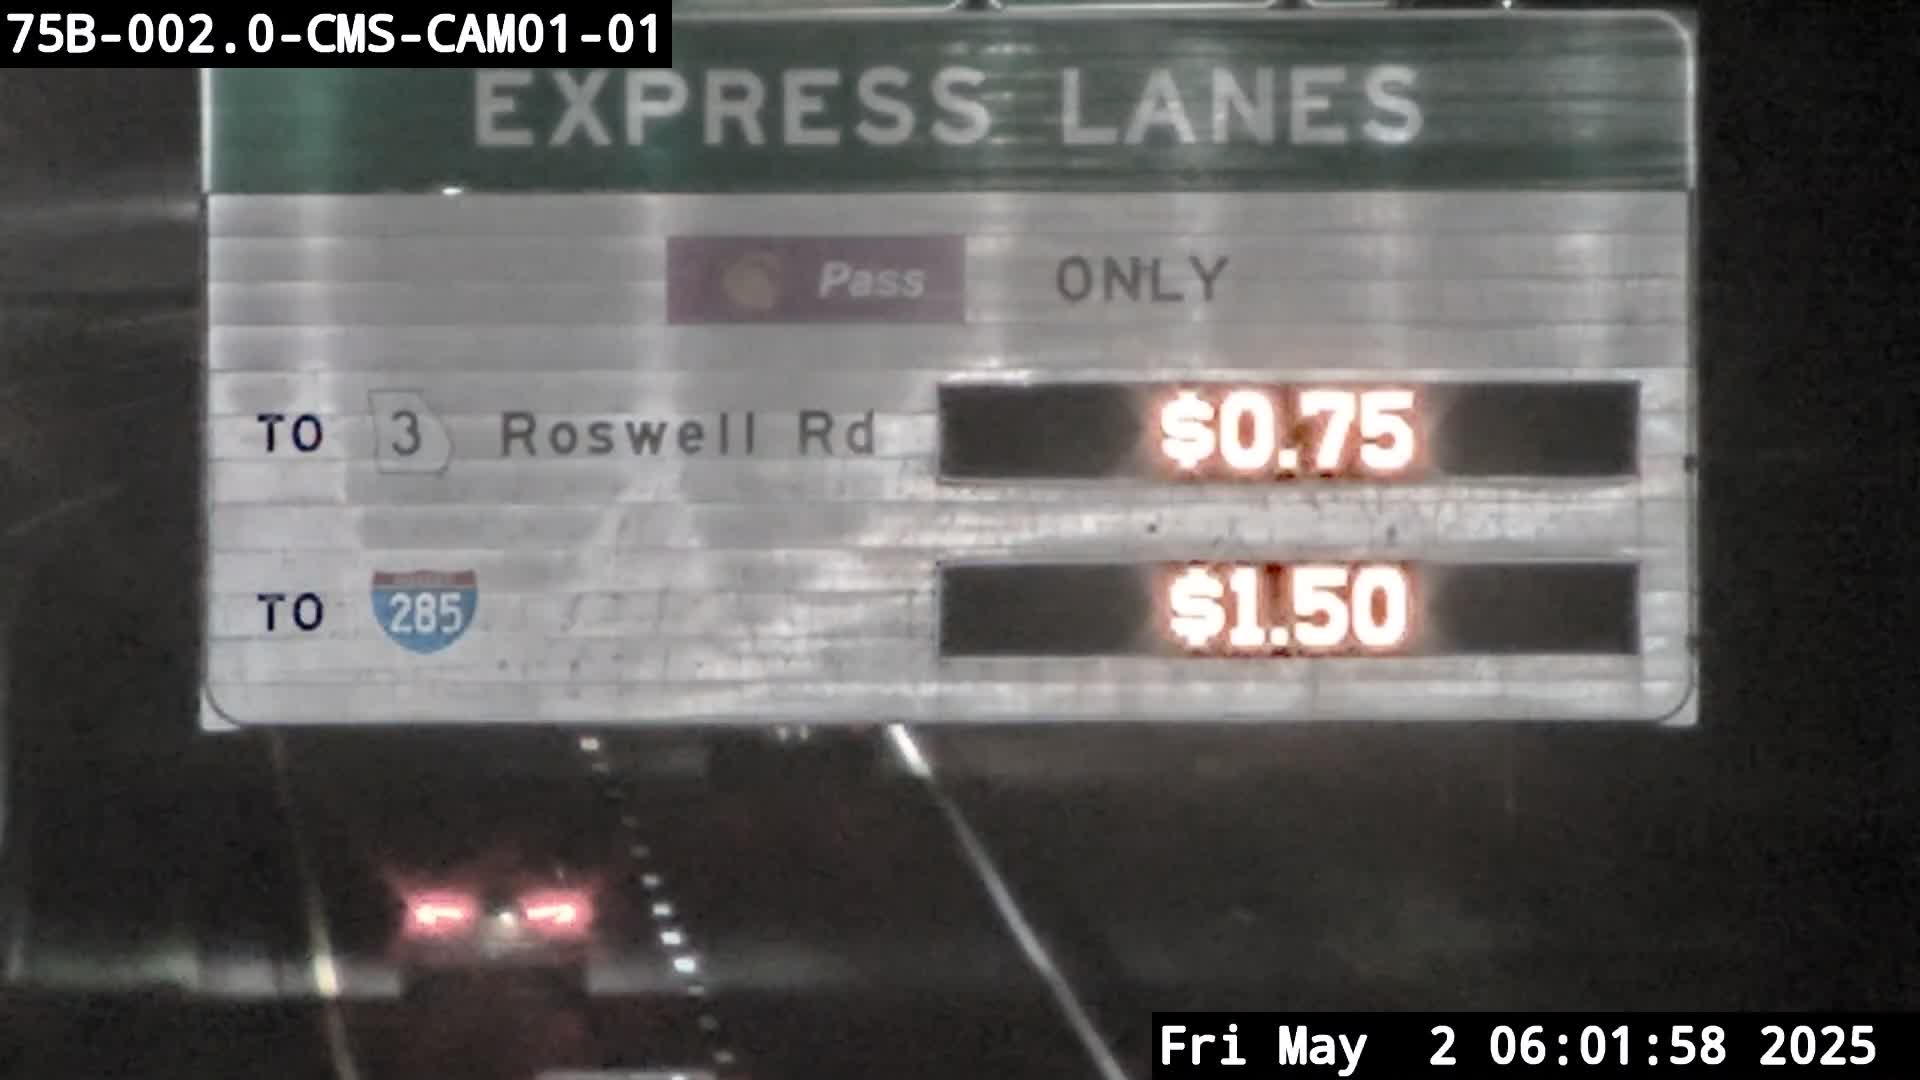 75B-002.0-CMS-CAM01-01
EXPRESS LANES
Pass ONLY
TO 3 Roswell Rd $0.75
TO 285 $1.50
Fri May 2 06:01:58 2025